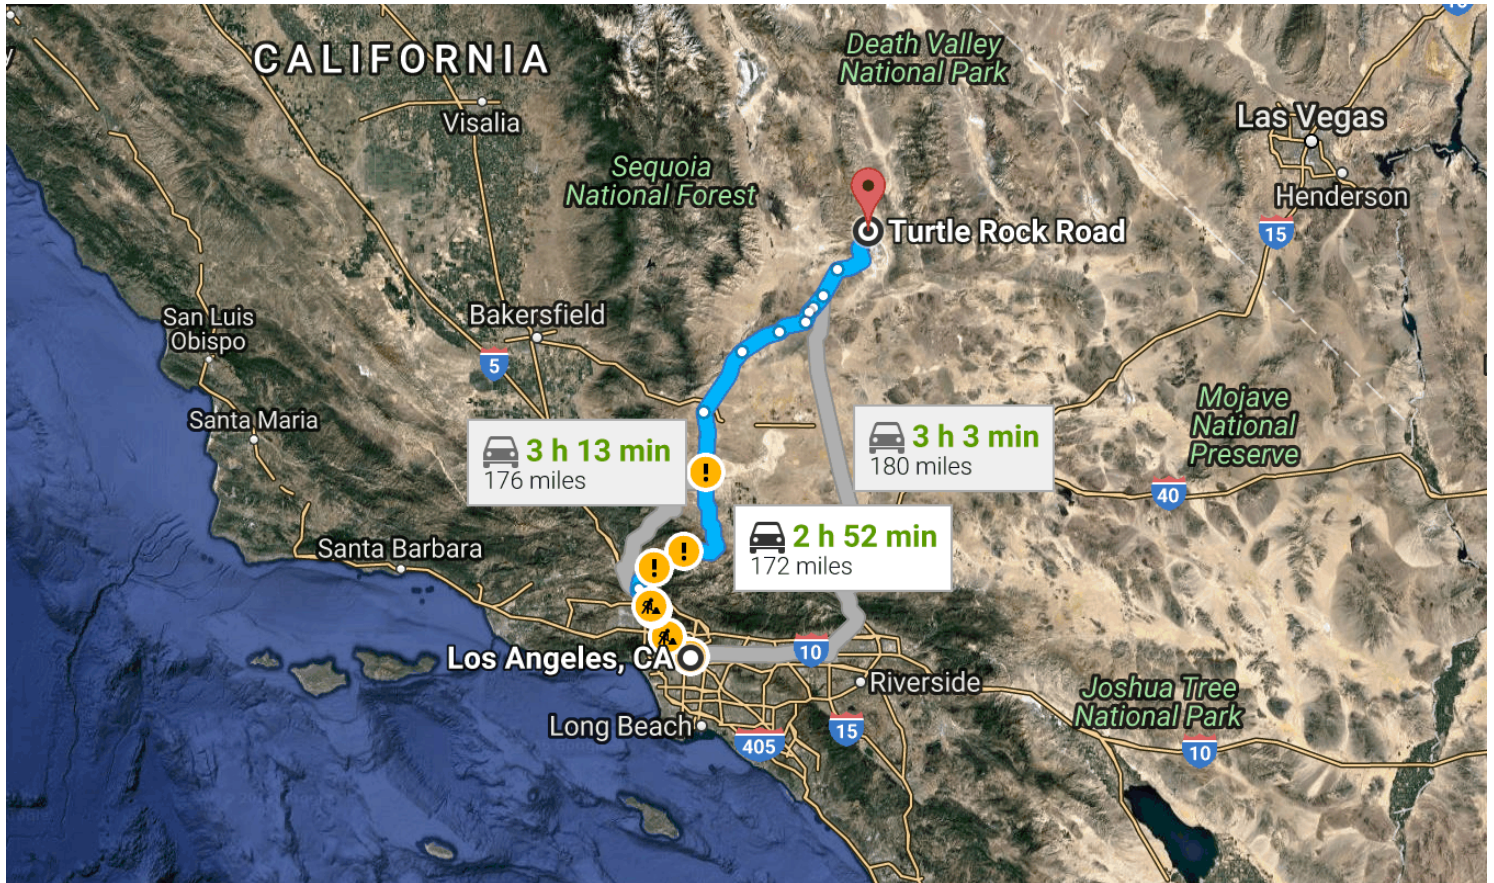 CALIFORNIA
Death Valley
National Park
Visalia
Las Vegas
Sequoia
National Forest
Henderson
Turtle Rock Road
15
San Luis
Obispo
Bakersfield
5
Mojave
National
Preserve
Santa Maria
3 h 13 min
176 miles
3 h 3 min
180 miles
40
2 h 52 min
172 miles
Santa Barbara
Los Angeles, CA
10
Riverside
Joshua Tree
National Park
Long Beach
405
15
10